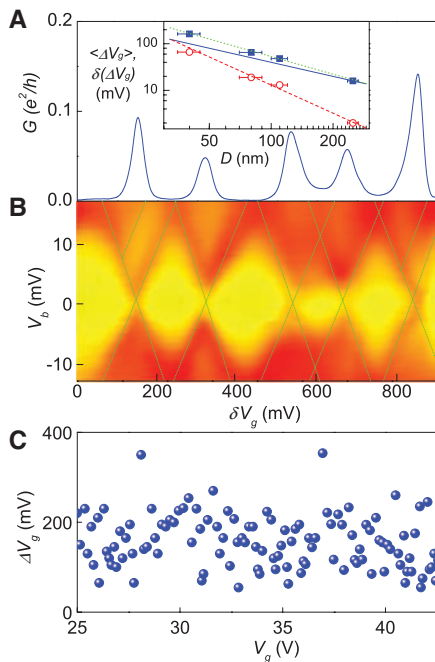 A
G (e²/h)
0.2
0.1
0.0
<ΔVg>,
δ(ΔVg)
(mV)
100
10
50
100
200
D (nm)
B
Vb (mV)
10
0
-10
0
200
400
600
800
δVg (mV)
C
ΔVg (mV)
400
200
0
25
30
35
40
Vg (V)